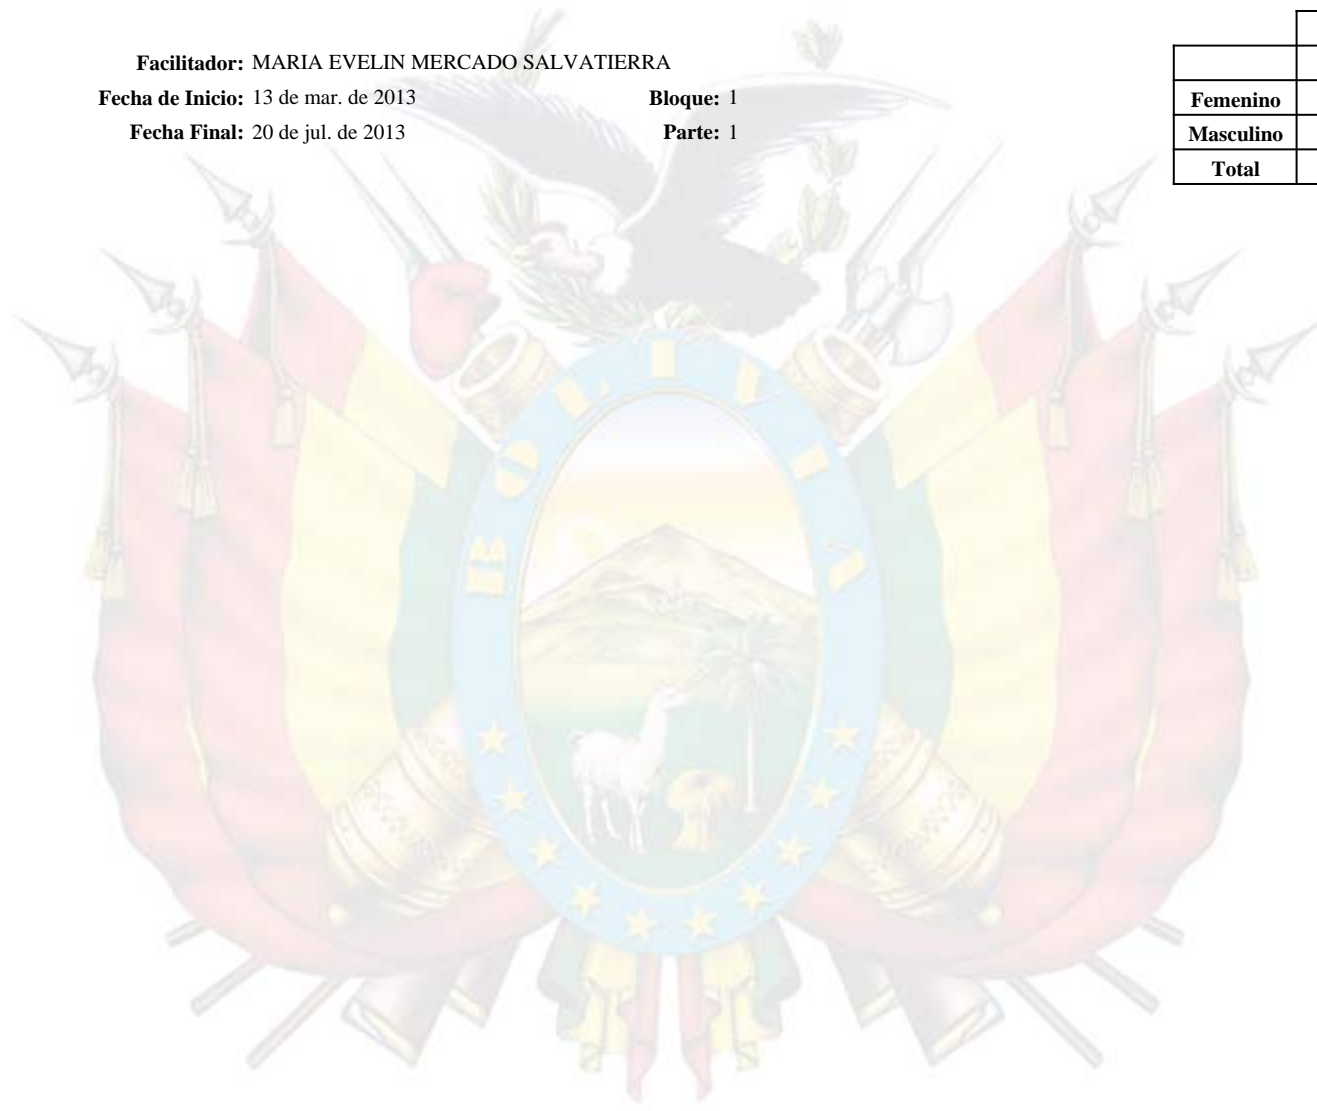 Facilitador: MARIA EVELIN MERCADO SALVATIERRA
Fecha de Inicio: 13 de mar. de 2013 Bloque: 1
Fecha Final: 20 de jul. de 2013 Parte: 1
Femenino
Masculino
Total
BOLIVIA